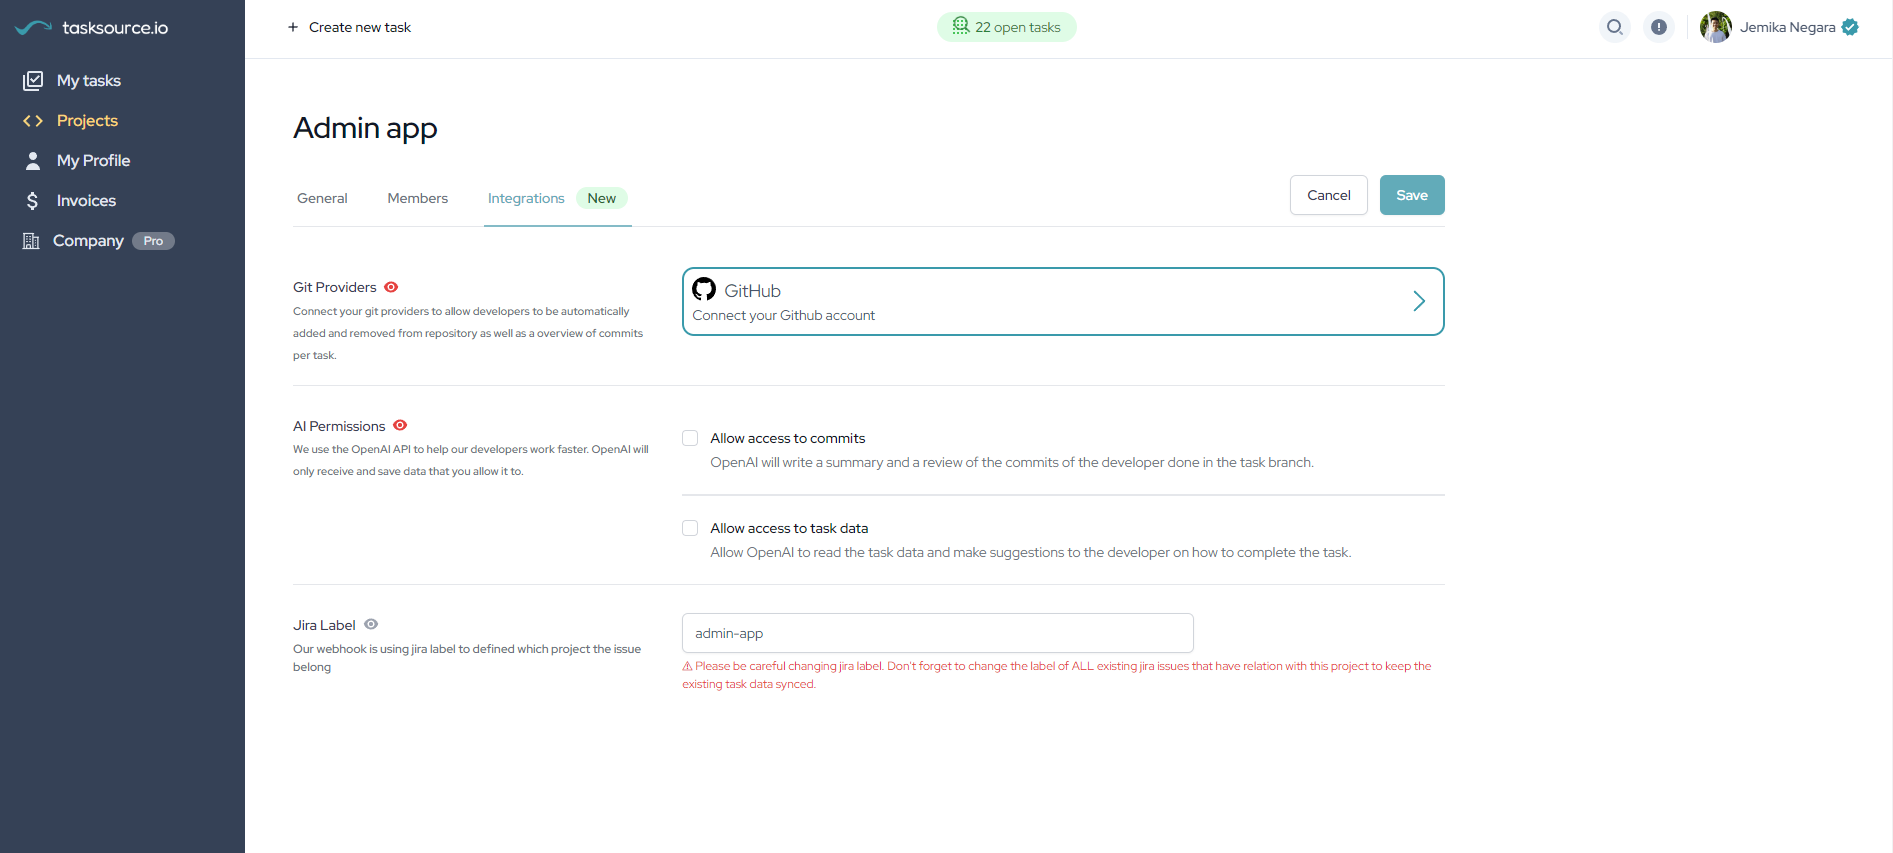 tasksource.io
Create new task
22 open tasks
Jemika Negara
My tasks
Projects
My Profile
Invoices
Company Pro
Admin app
General
Members
Integrations New
Cancel
Save
Git Providers
Connect your git providers to allow developers to be automatically
added and removed from repository as well as a overview of commits
per task.
GitHub
Connect your Github account
AI Permissions
We use the OpenAI API to help our developers work faster. OpenAI will
only receive and save data that you allow it to.
Allow access to commits
OpenAI will write a summary and a review of the commits of the developer done in the task branch.
Allow access to task data
Allow OpenAI to read the task data and make suggestions to the developer on how to complete the task.
Jira Label
Our webhook is using jira label to defined which project the issue
belong
admin-app
⚠ Please be careful changing jira label. Don't forget to change the label of ALL existing jira issues that have relation with this project to keep the
existing task data synced.